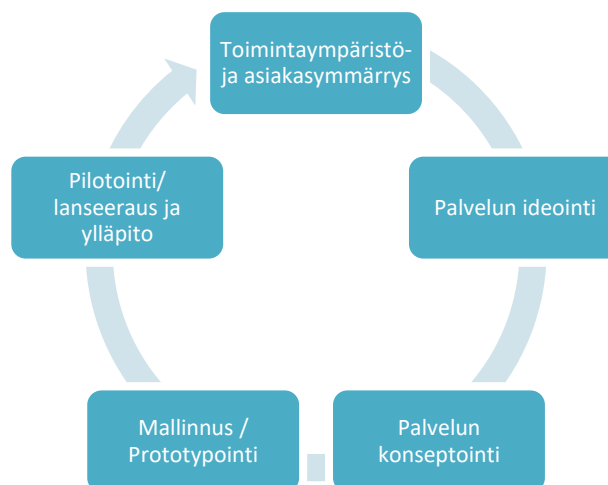 Toimintaympäristö-
ja asiakasymmärrys
Palvelun ideointi
Palvelun
konseptointi
Mallinnus /
Prototypointi
Pilotointi/
lanseeraus ja
ylläpito